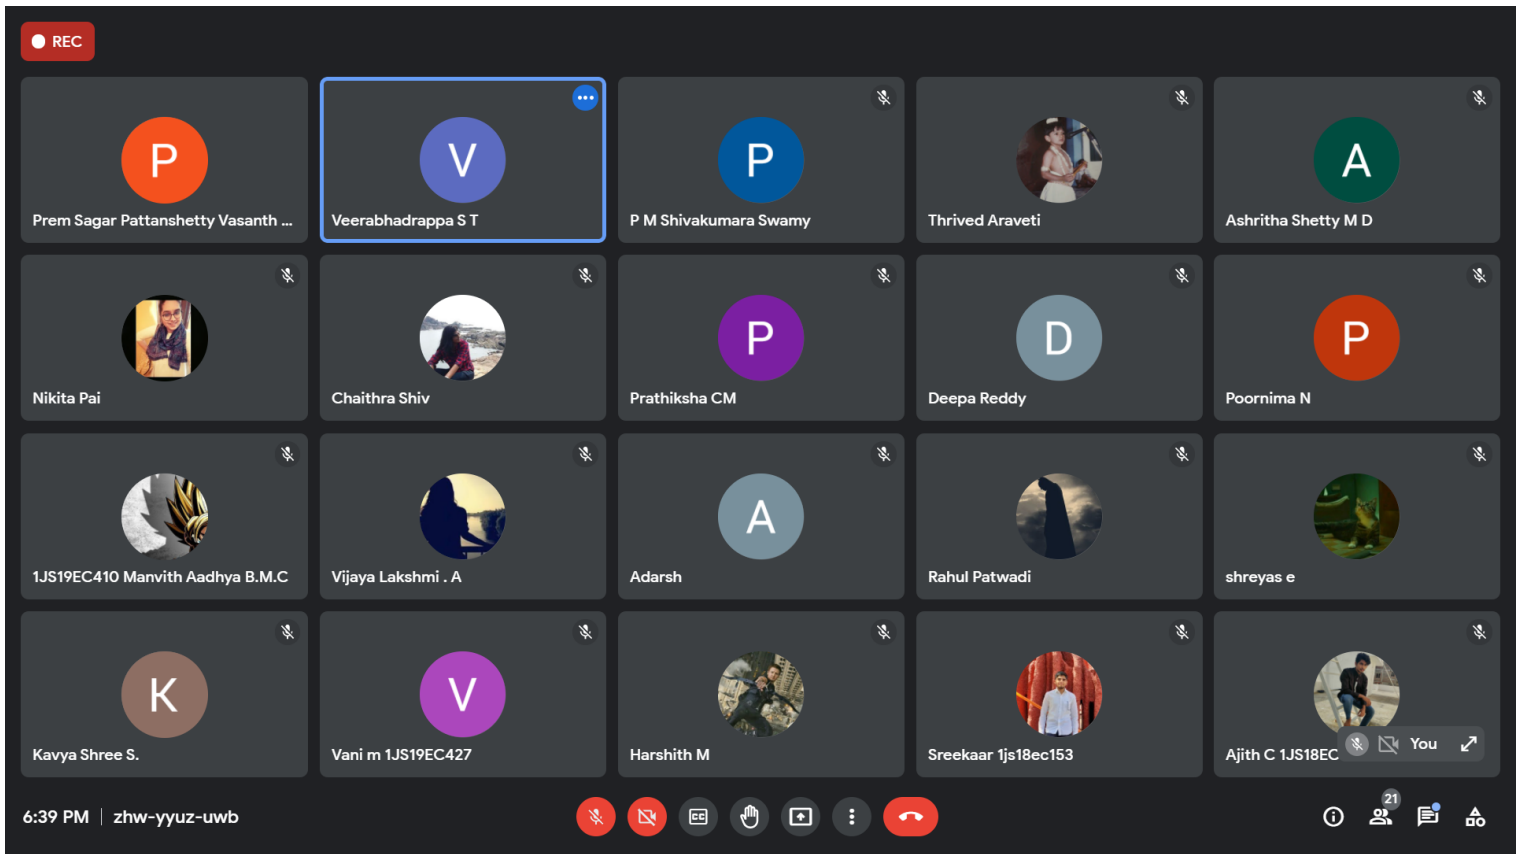 REC
P
Prem Sagar Pattanshetty Vasanth ...
V
Veerabhadrappa S T
P
P M Shivakumara Swamy
Thrived Araveti
A
Ashritha Shetty M D
Nikita Pai
Chaithra Shiv
P
Prathiksha CM
D
Deepa Reddy
P
Poornima N
1JS19EC410 Manvith Aadhya B.M.C
Vijaya Lakshmi . A
A
Adarsh
Rahul Patwadi
shreyas e
K
Kavya Shree S.
V
Vani m 1JS19EC427
Harshith M
Sreekaar 1js18ec153
Ajith C 1JS18EC
You
6:39 PM | zhw-yyuz-uwb
CC
21